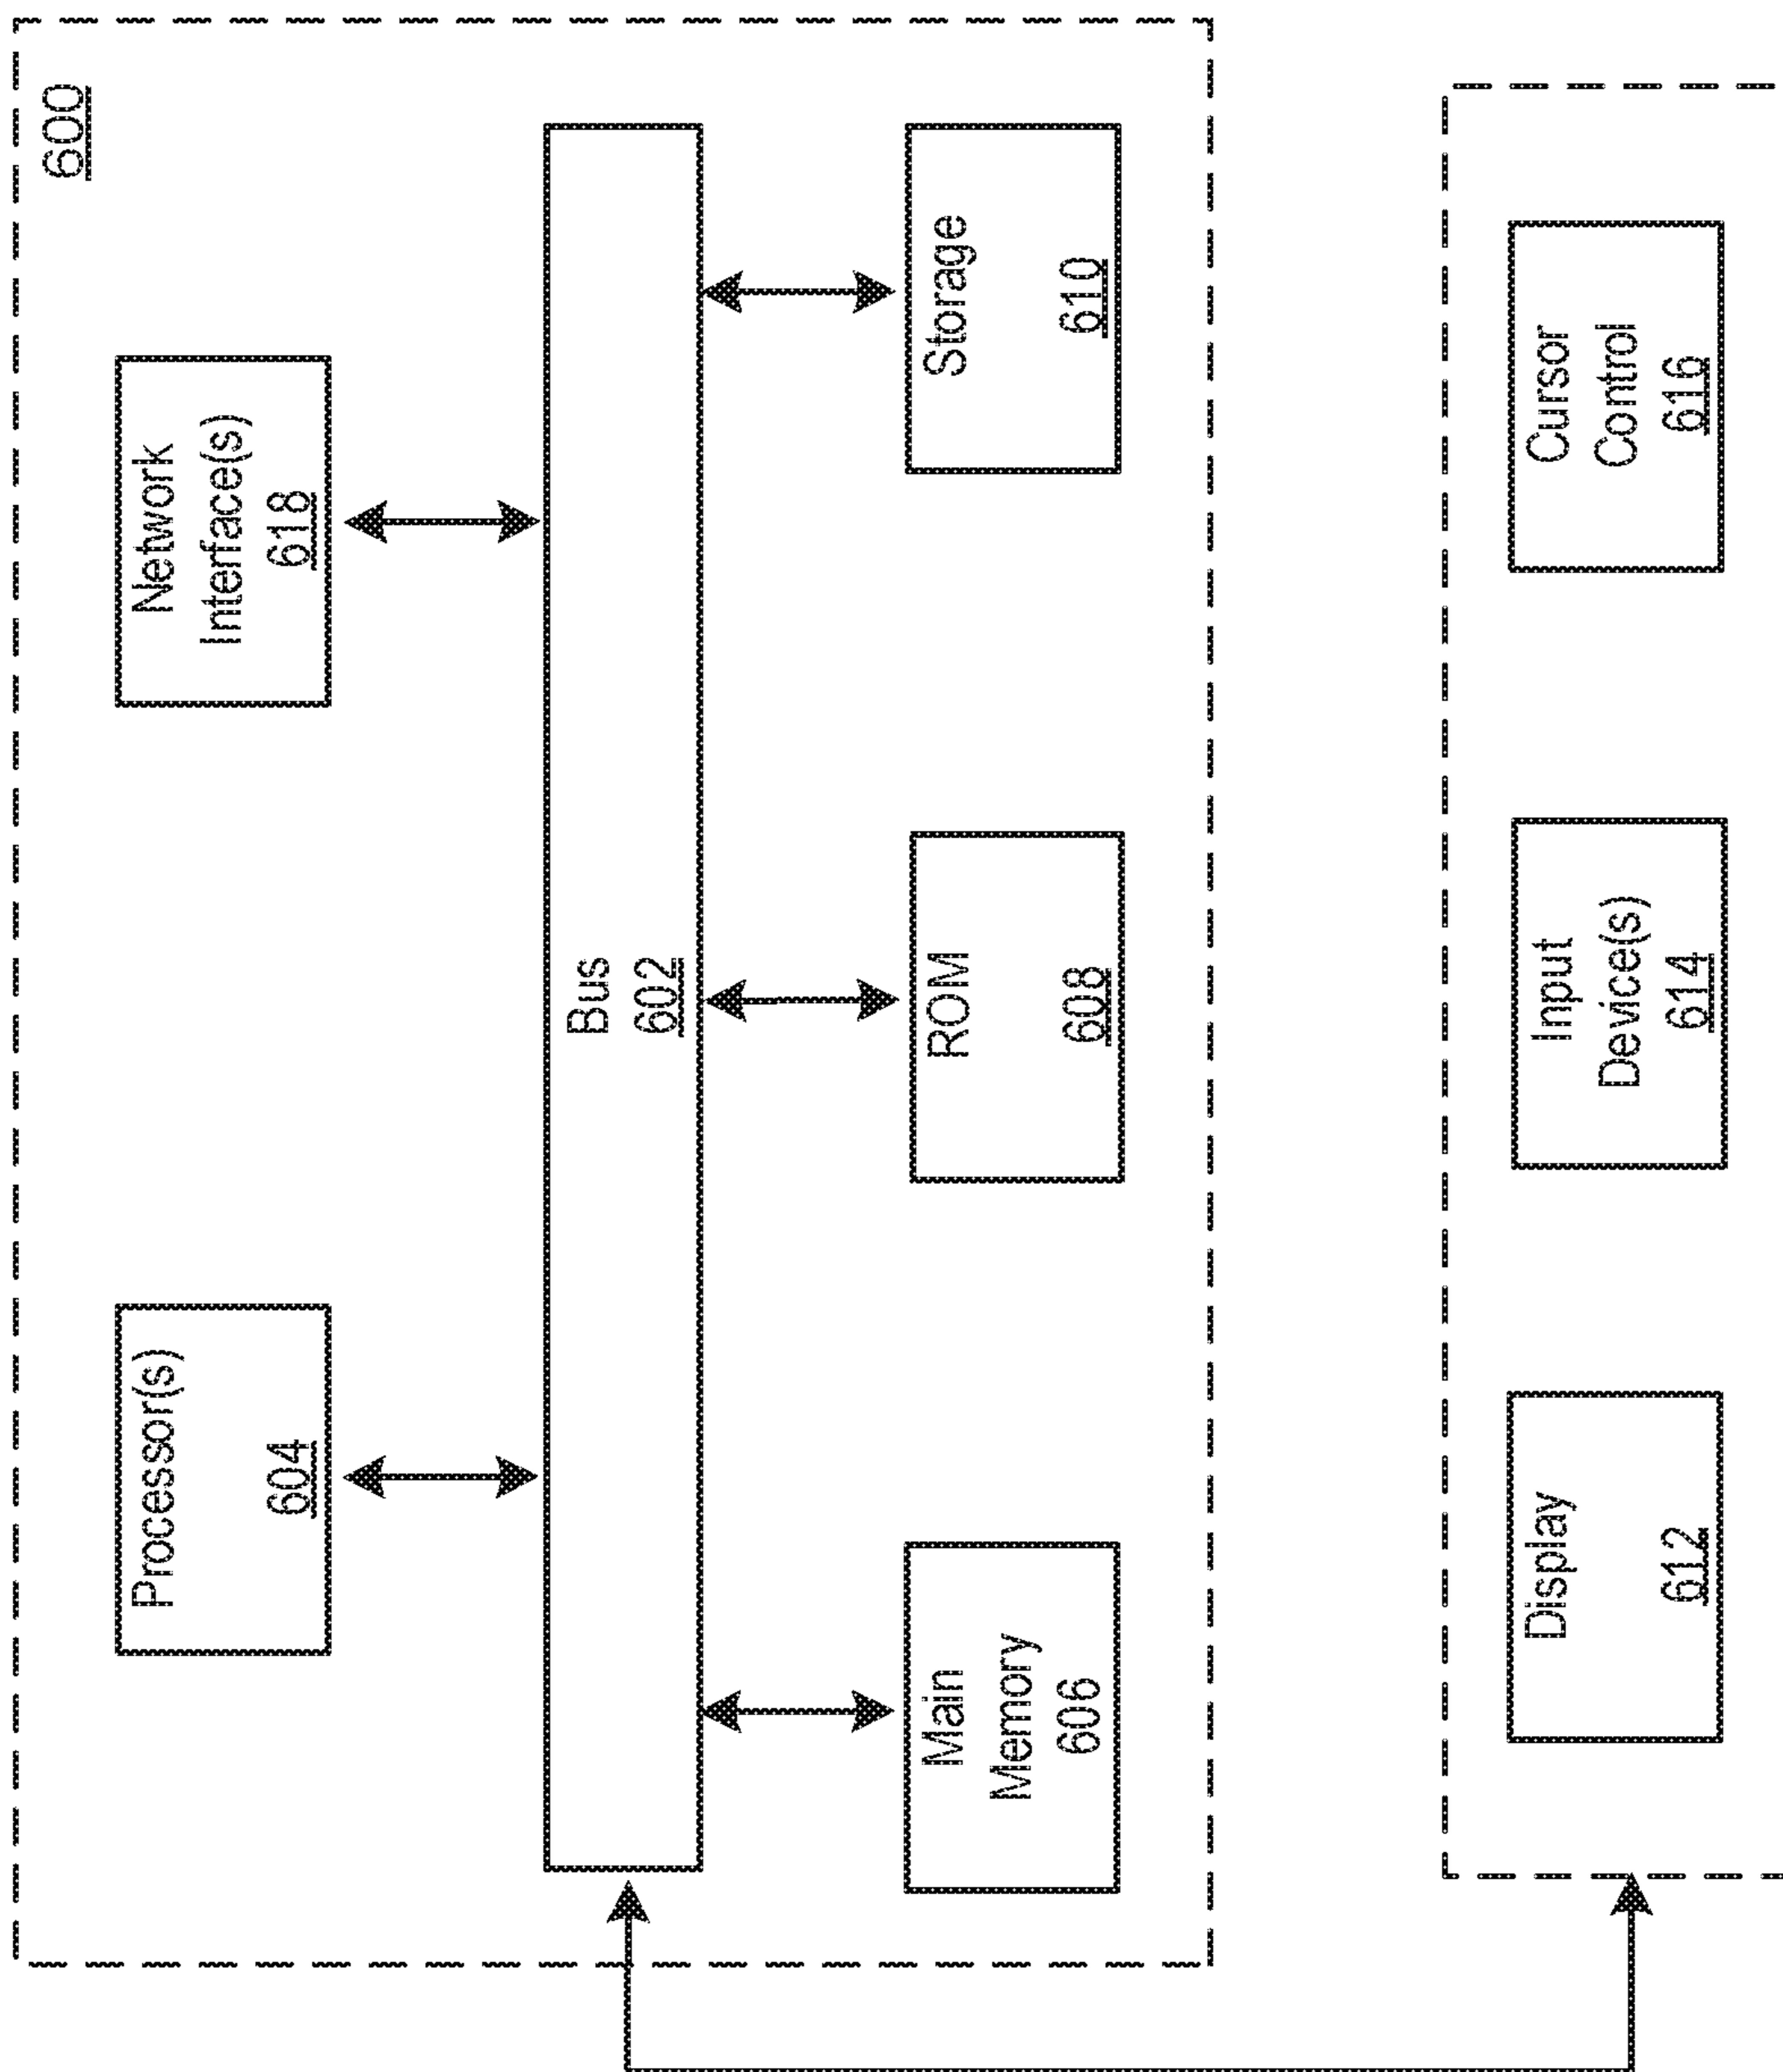 600
Processor(s)
604
Network
Interface(s)
618
Bus
602
Main
Memory
606
ROM
608
Storage
610
Display
612
Input
Device(s)
614
Cursor
Control
616